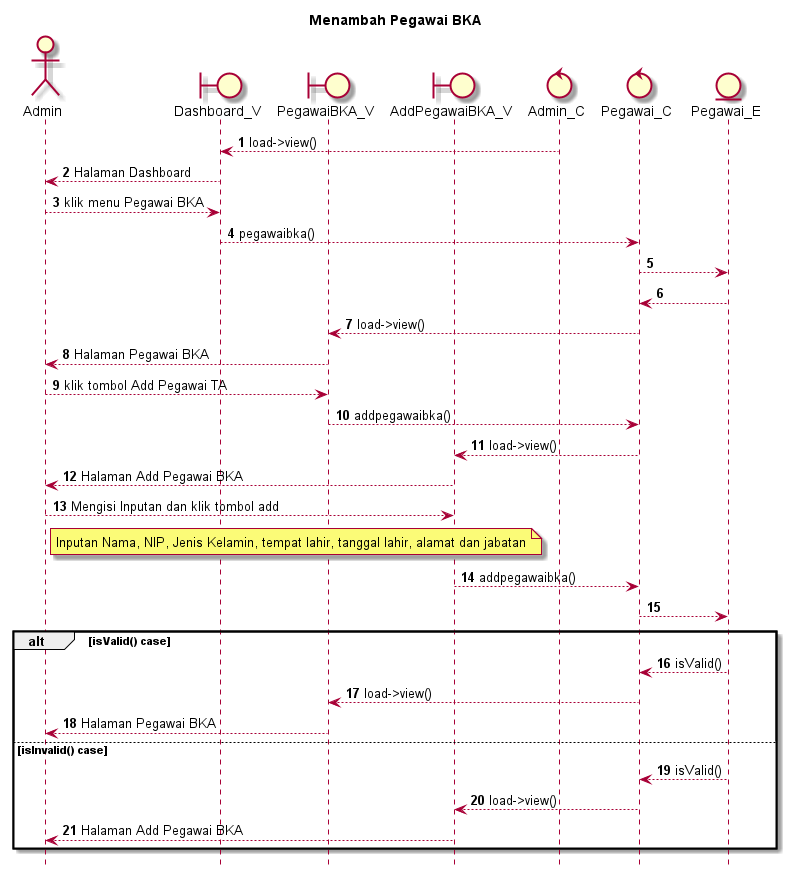 Menambah Pegawai BKA
Admin Dashboard_V PegawaiBKA_V AddPegawaiBKA_V Admin_C Pegawai_C Pegawai_E
1 load->view()
2 Halaman Dashboard
3 klik menu Pegawai BKA
4 pegawaibka()
5
6
7 load->view()
8 Halaman Pegawai BKA
9 klik tombol Add Pegawai TA
10 addpegawaibka()
11 load->view()
12 Halaman Add Pegawai BKA
13 Mengisi Inputan dan klik tombol add
Inputan Nama, NIP, Jenis Kelamin, tempat lahir, tanggal lahir, alamat dan jabatan
14 addpegawaibka()
15
alt [isValid() case]
16 isValid()
17 load->view()
18 Halaman Pegawai BKA
[isInvalid() case]
19 isValid()
20 load->view()
21 Halaman Add Pegawai BKA